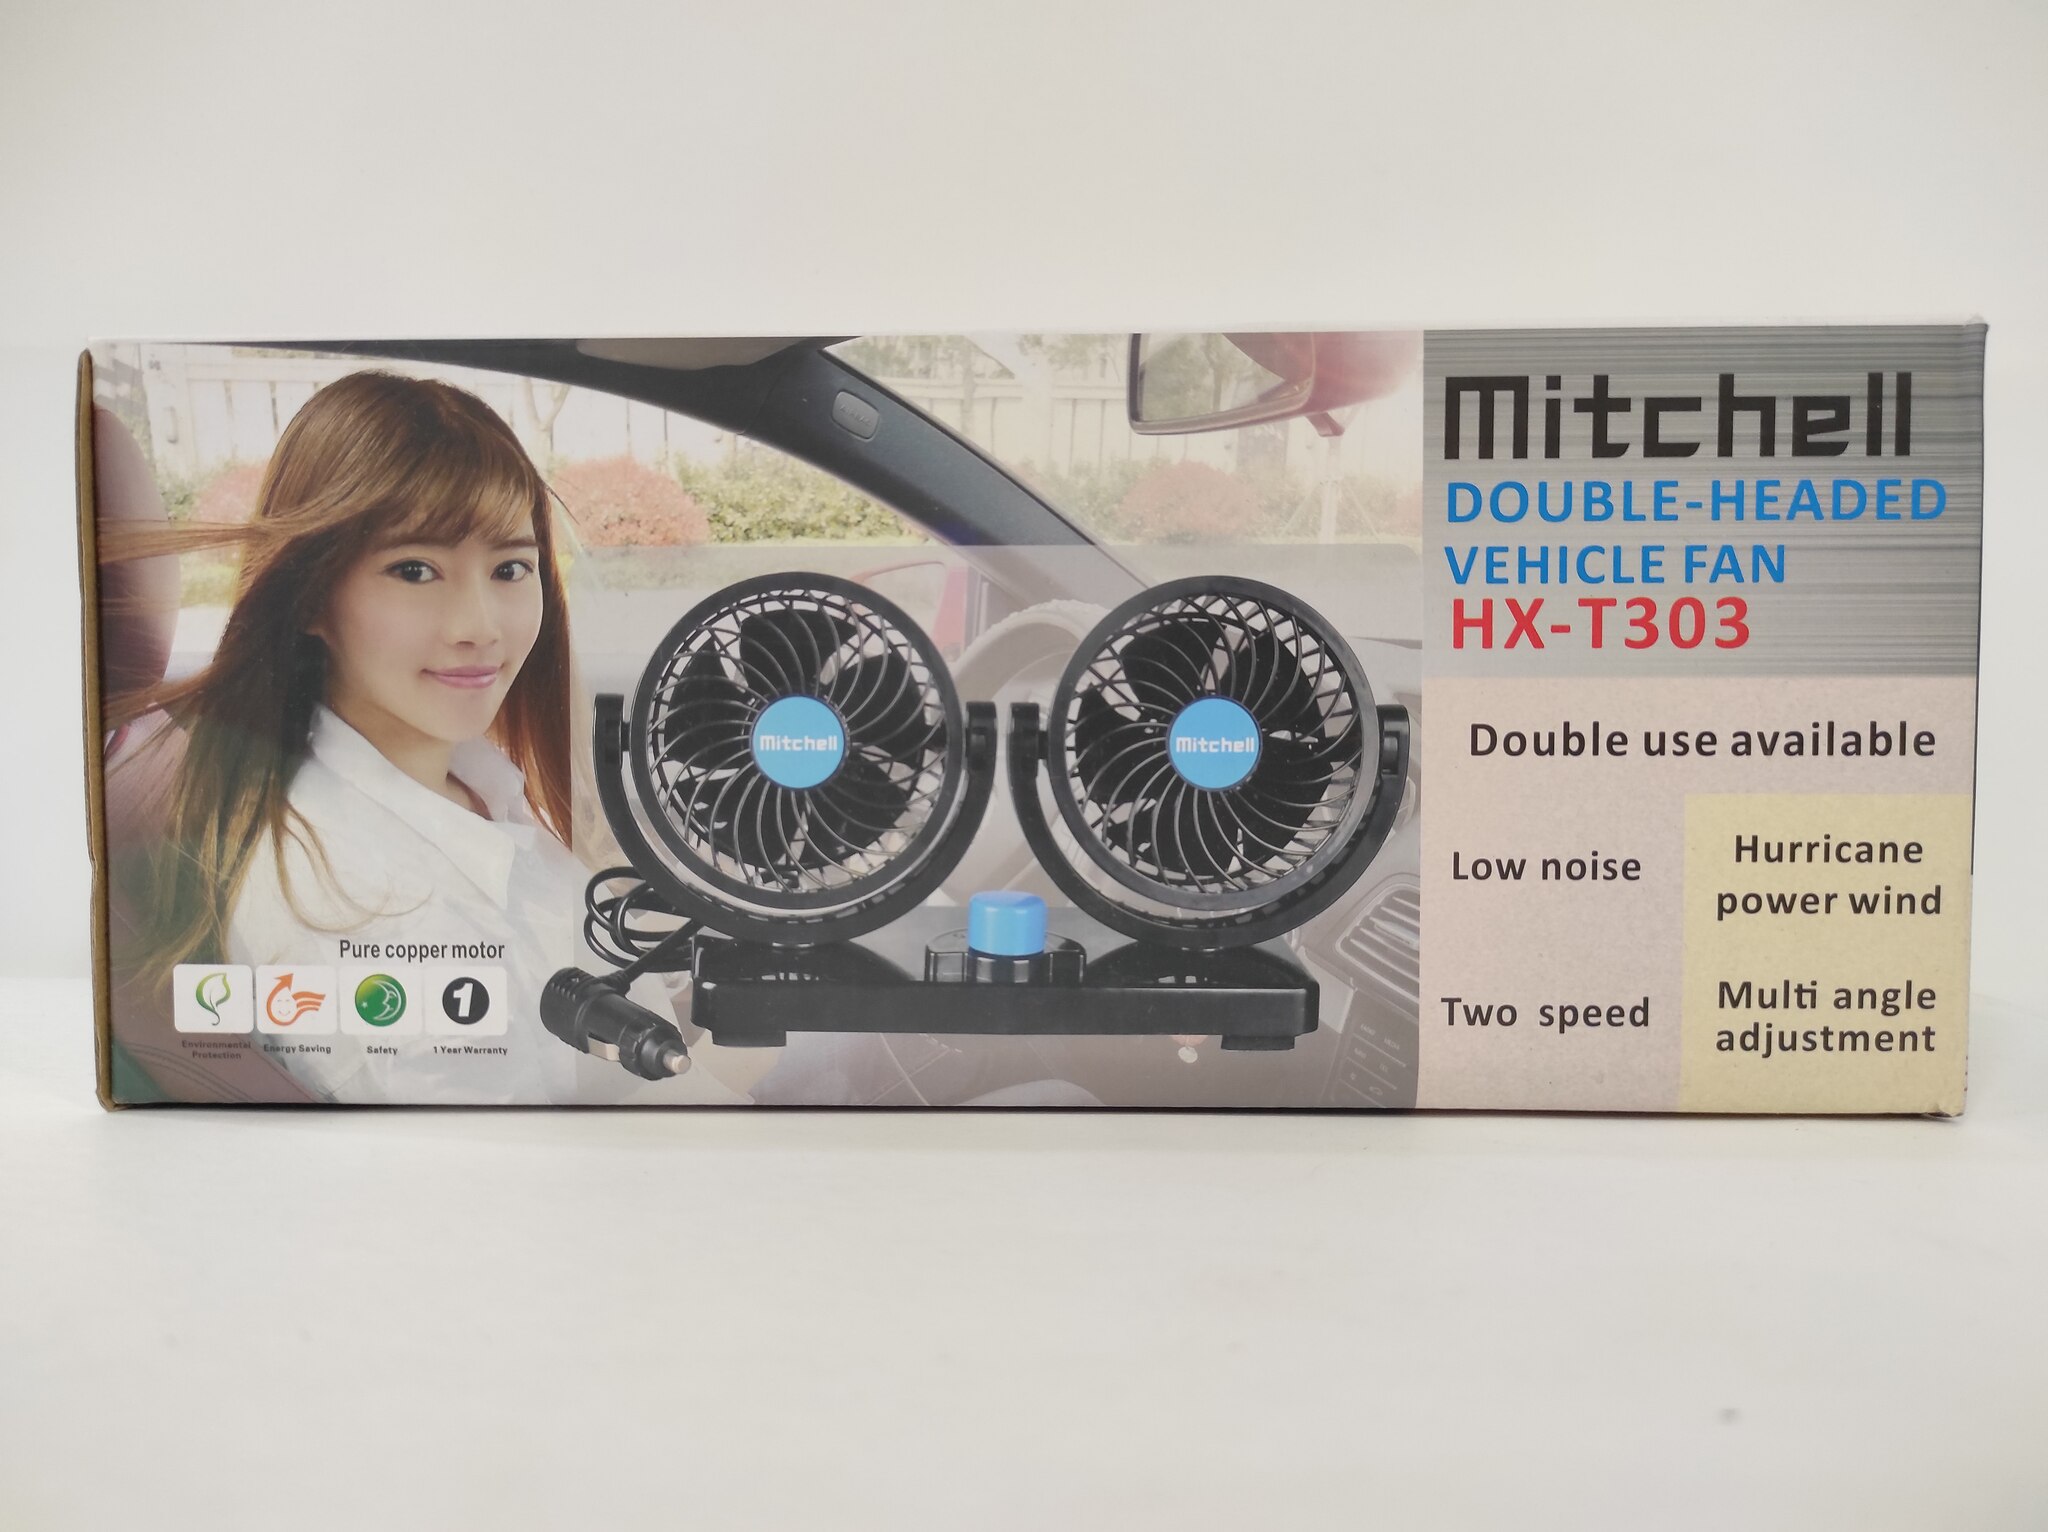 Mitchell
DOUBLE-HEADED
VEHICLE FAN
HX-T303
Double use available
Low noise
Hurricane
power wind
Two speed
Multi angle
adjustment
mitchell
mitchell
Pure copper motor
1
Environmental
Protection
Energy Saving
Safety
1 Year Warranty